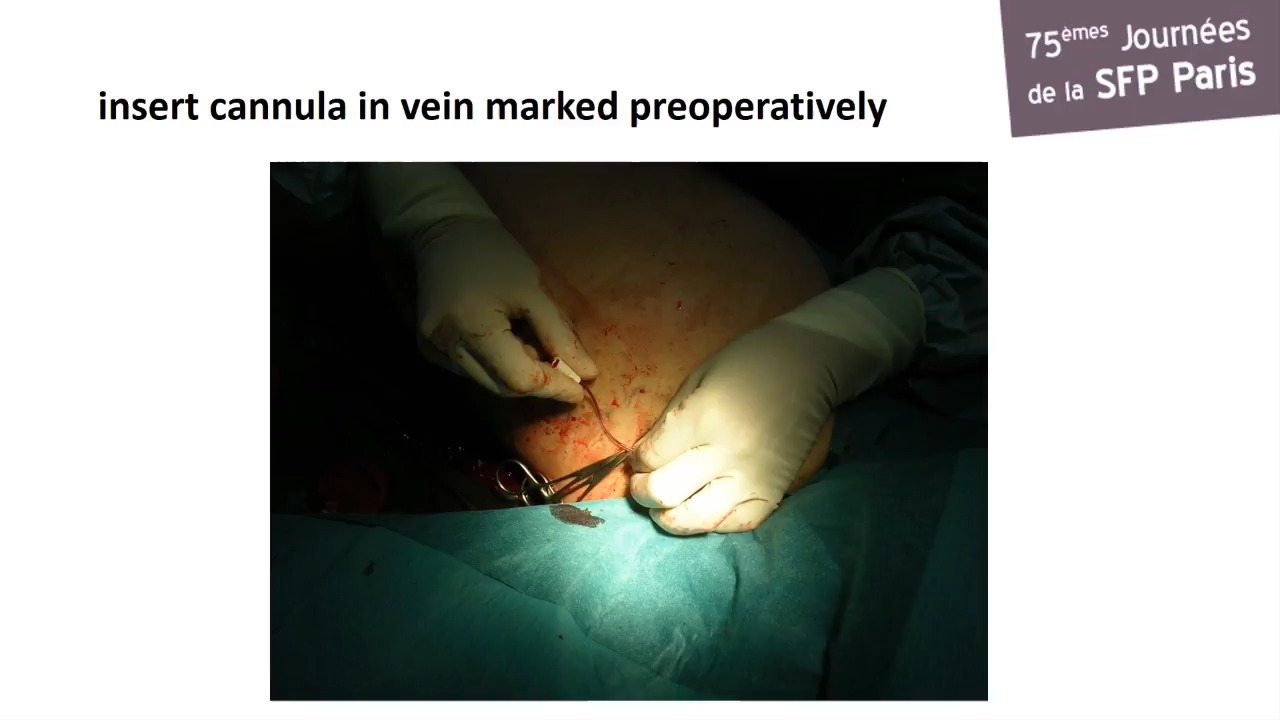 75èmes Journées
de la SFP Paris
insert cannula in vein marked preoperatively